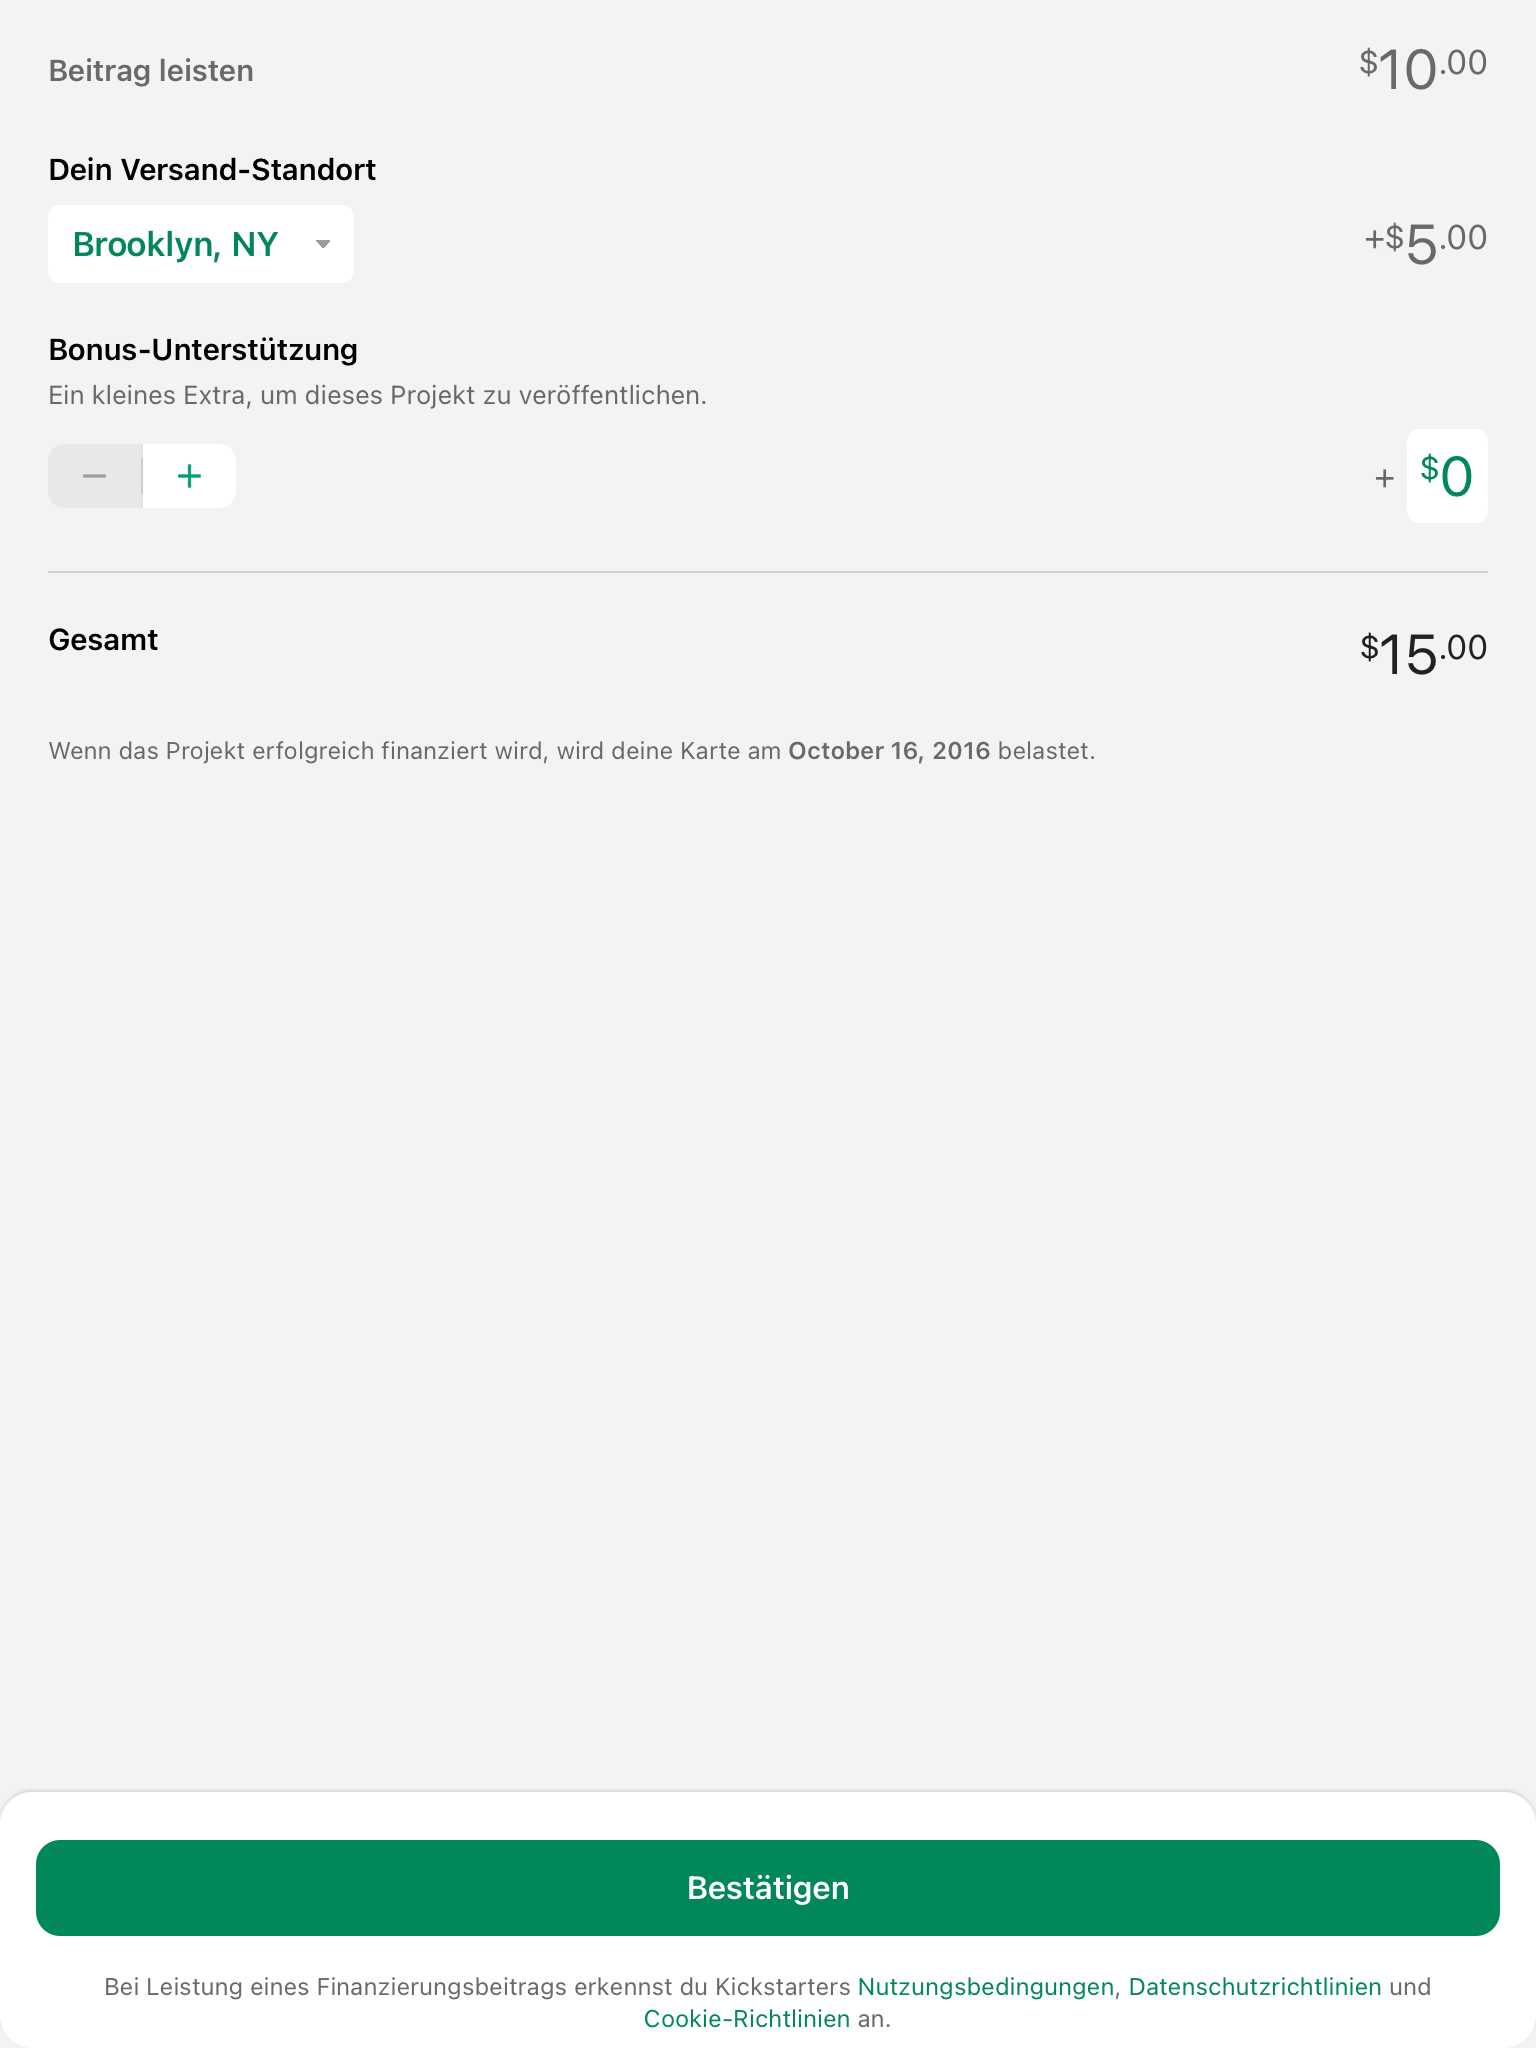 Beitrag leisten $10.00
Dein Versand-Standort
Brooklyn, NY +$5.00
Bonus-Unterstützung
Ein kleines Extra, um dieses Projekt zu veröffentlichen.
− + + $0
Gesamt $15.00
Wenn das Projekt erfolgreich finanziert wird, wird deine Karte am October 16, 2016 belastet.
Bestätigen
Bei Leistung eines Finanzierungsbeitrags erkennst du Kickstarters Nutzungsbedingungen, Datenschutzrichtlinien und
Cookie-Richtlinien an.